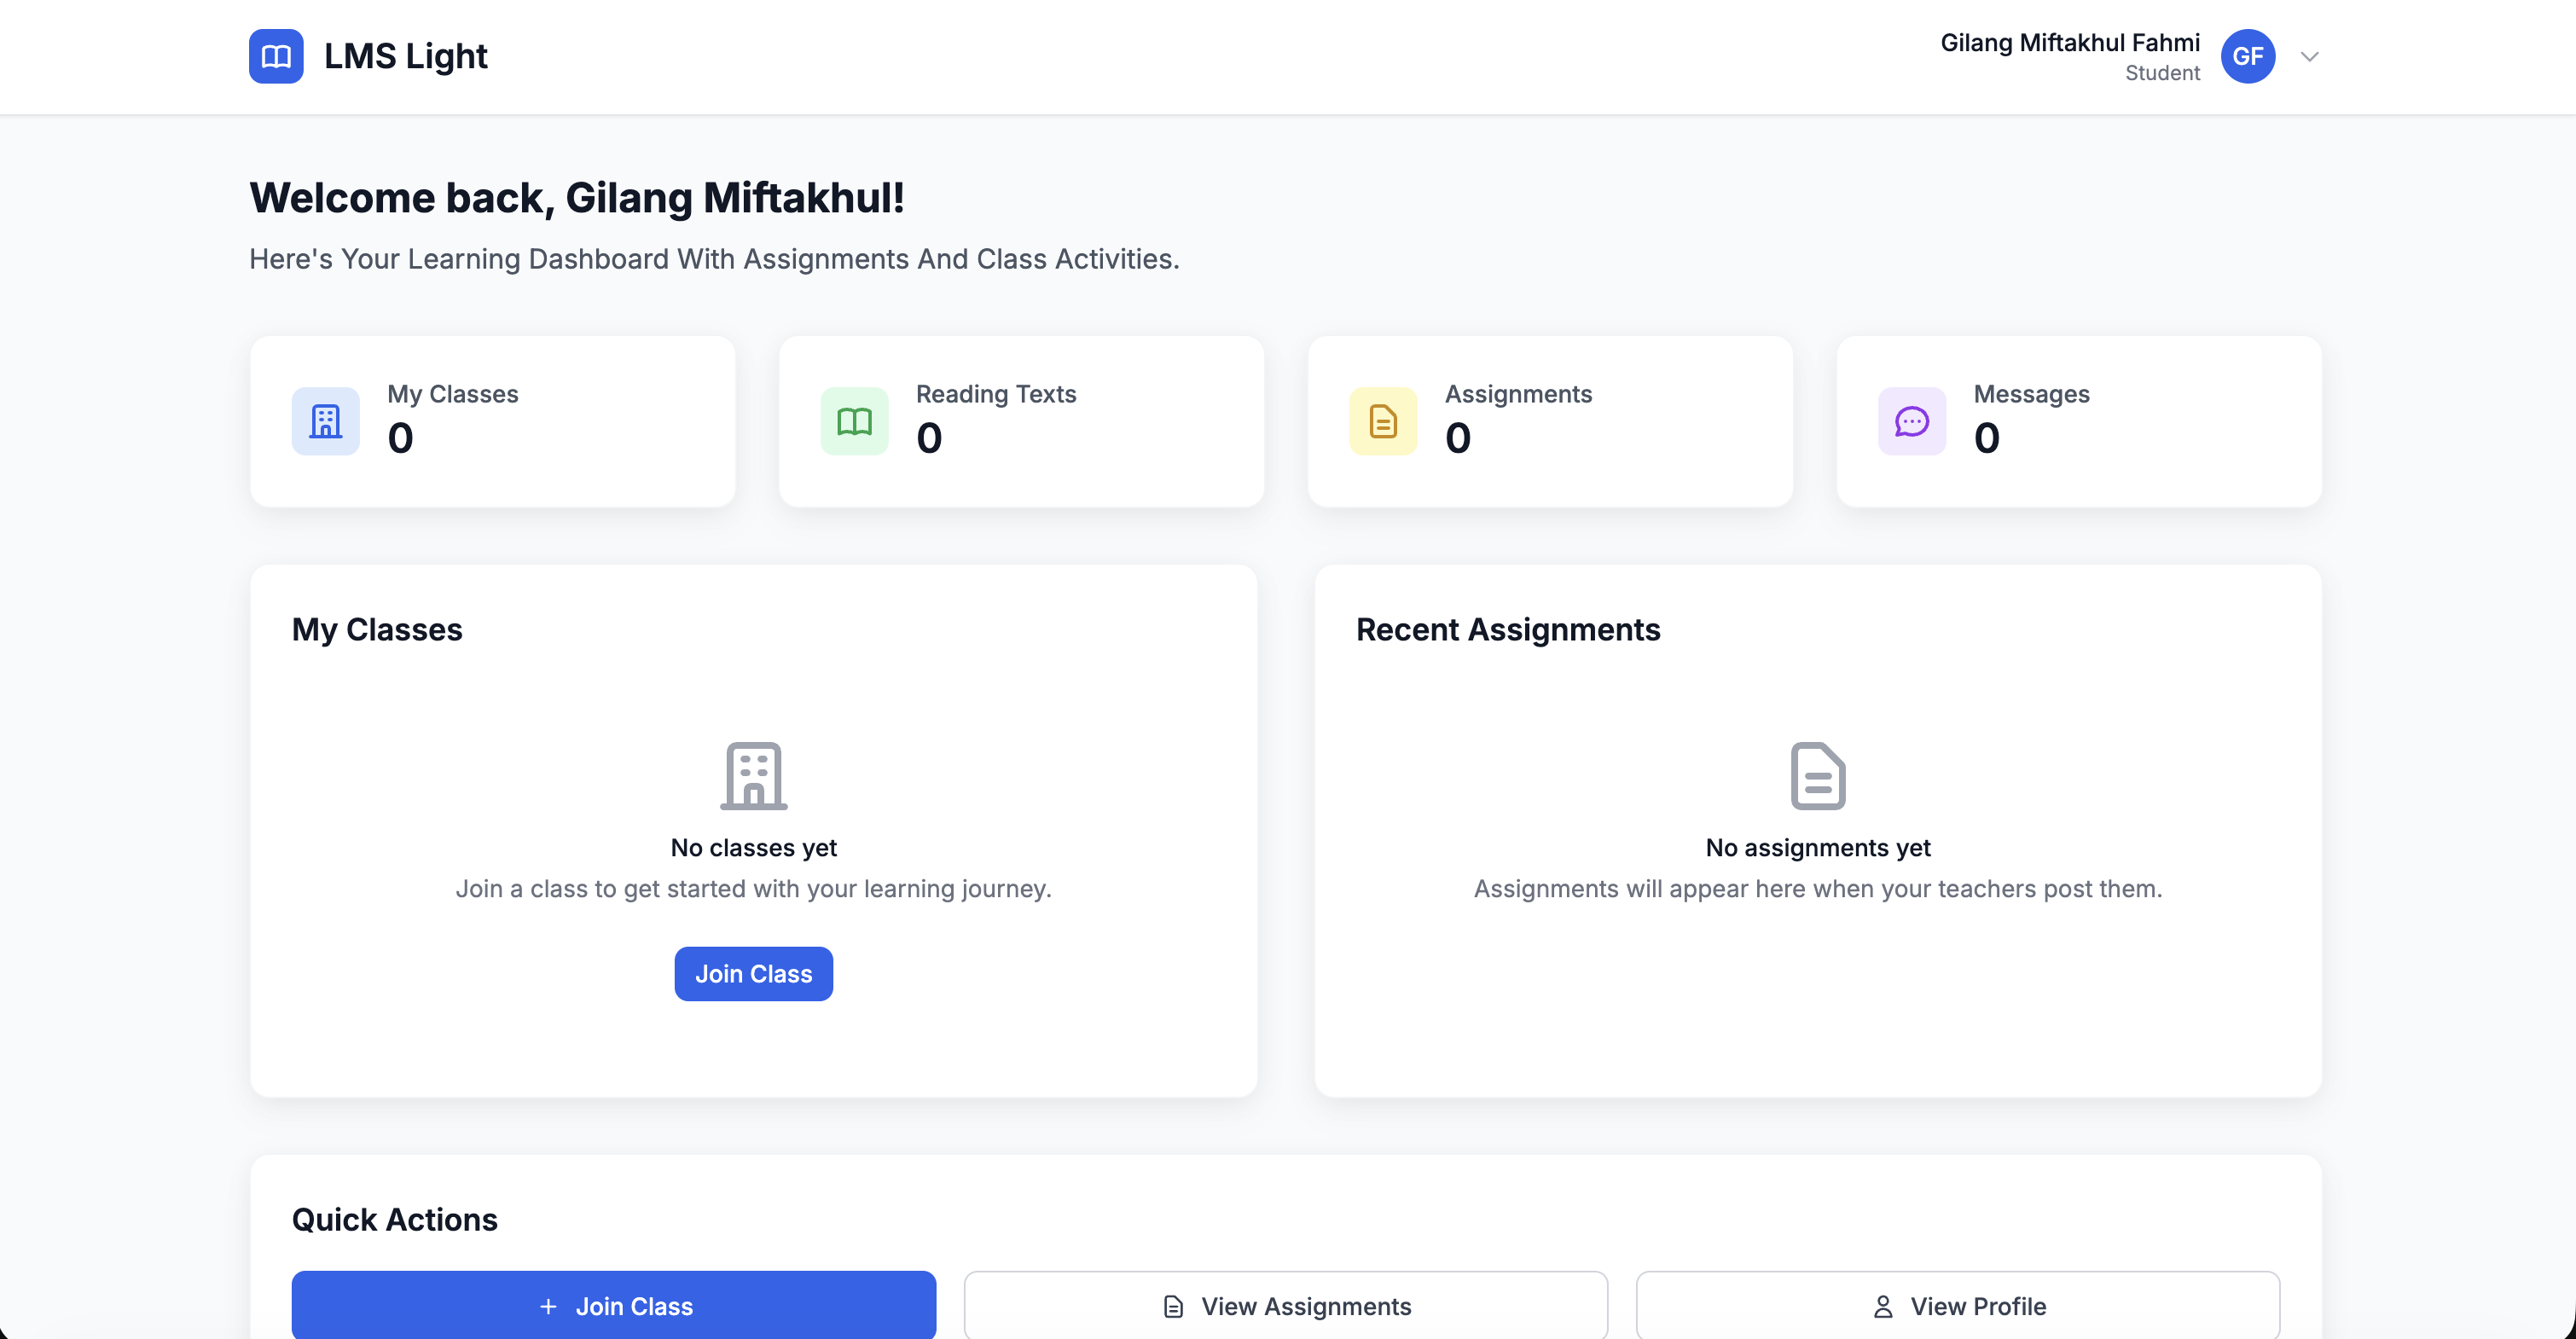 LMS Light
Gilang Miftakhul Fahmi
Student
GF
Welcome back, Gilang Miftakhul!
Here's Your Learning Dashboard With Assignments And Class Activities.
My Classes
0
Reading Texts
0
Assignments
0
Messages
0
My Classes
No classes yet
Join a class to get started with your learning journey.
Join Class
Recent Assignments
No assignments yet
Assignments will appear here when your teachers post them.
Quick Actions
Join Class
View Assignments
View Profile